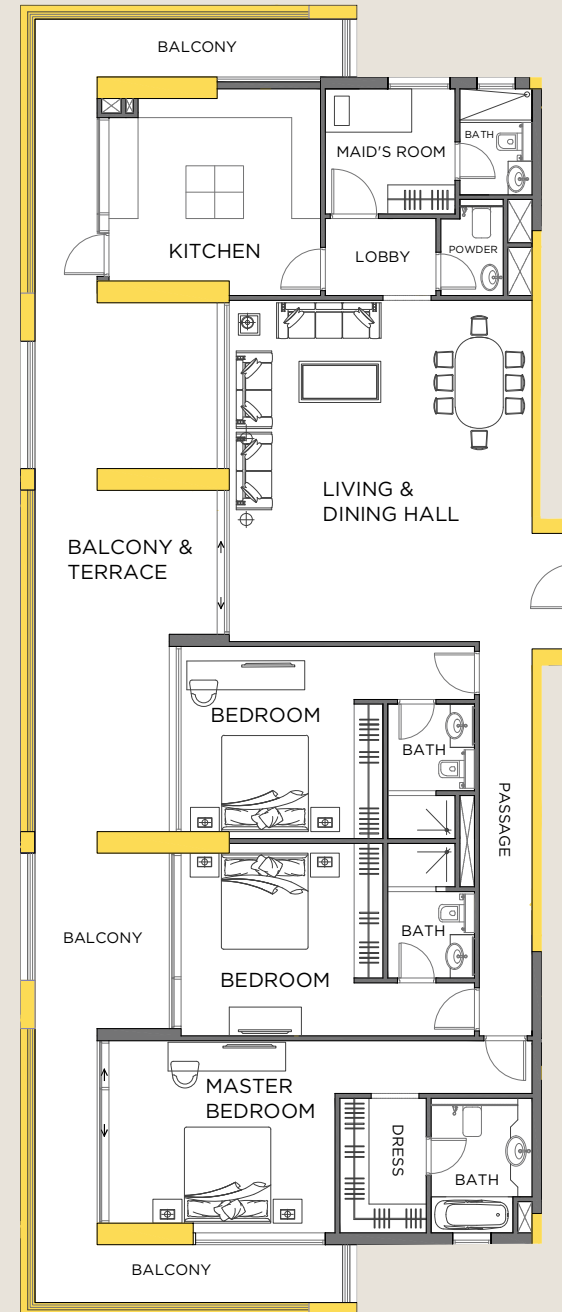 BALCONY
BATH
MAID'S ROOM
KITCHEN
LOBBY
POWDER
LIVING &
DINING HALL
BALCONY &
TERRACE
BEDROOM
BATH
PASSAGE
BATH
BALCONY
BEDROOM
MASTER
BEDROOM
DRESS
BATH
BALCONY